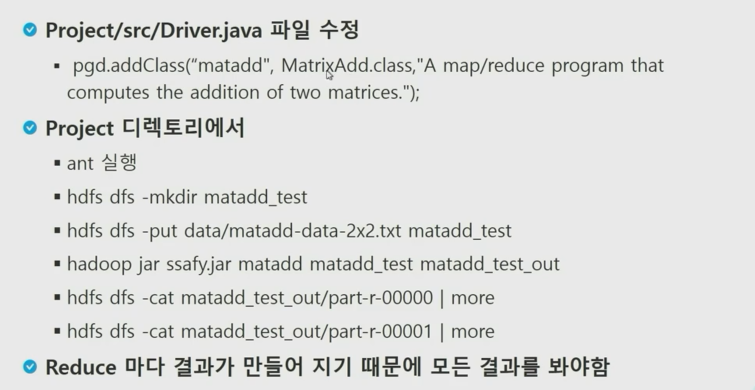 Project/src/Driver.java 파일 수정
pgd.addClass(“matadd", MatrixAdd.class,"A map/reduce program that
computes the addition of two matrices.");
Project 디렉토리에서
ant 실행
hdfs dfs -mkdir matadd_test
hdfs dfs -put data/matadd-data-2x2.txt matadd_test
hadoop jar ssafy.jar matadd matadd_test matadd_test_out
hdfs dfs -cat matadd_test_out/part-r-00000 | more
hdfs dfs -cat matadd_test_out/part-r-00001 | more
Reduce 마다 결과가 만들어 지기 때문에 모든 결과를 봐야함